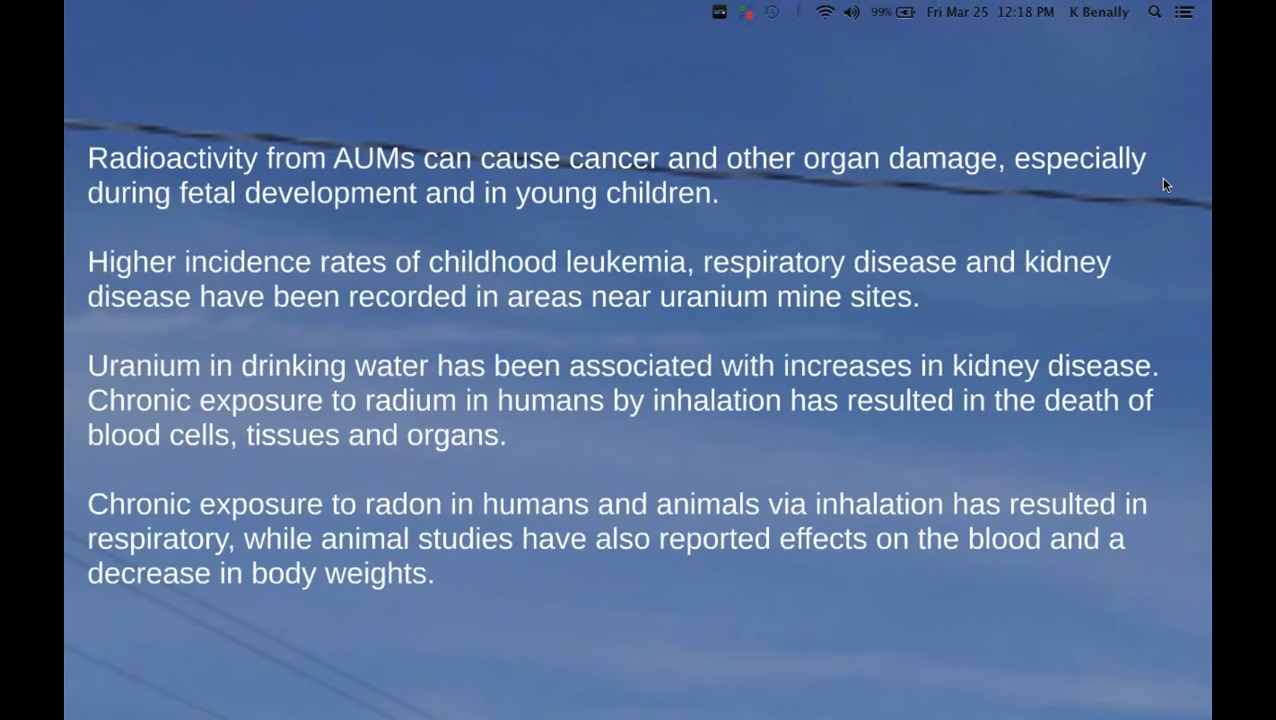 99% Fri Mar 25 12:18 PM K Benally
Radioactivity from AUMs can cause cancer and other organ damage, especially
during fetal development and in young children.
Higher incidence rates of childhood leukemia, respiratory disease and kidney
disease have been recorded in areas near uranium mine sites.
Uranium in drinking water has been associated with increases in kidney disease.
Chronic exposure to radium in humans by inhalation has resulted in the death of
blood cells, tissues and organs.
Chronic exposure to radon in humans and animals via inhalation has resulted in
respiratory, while animal studies have also reported effects on the blood and a
decrease in body weights.